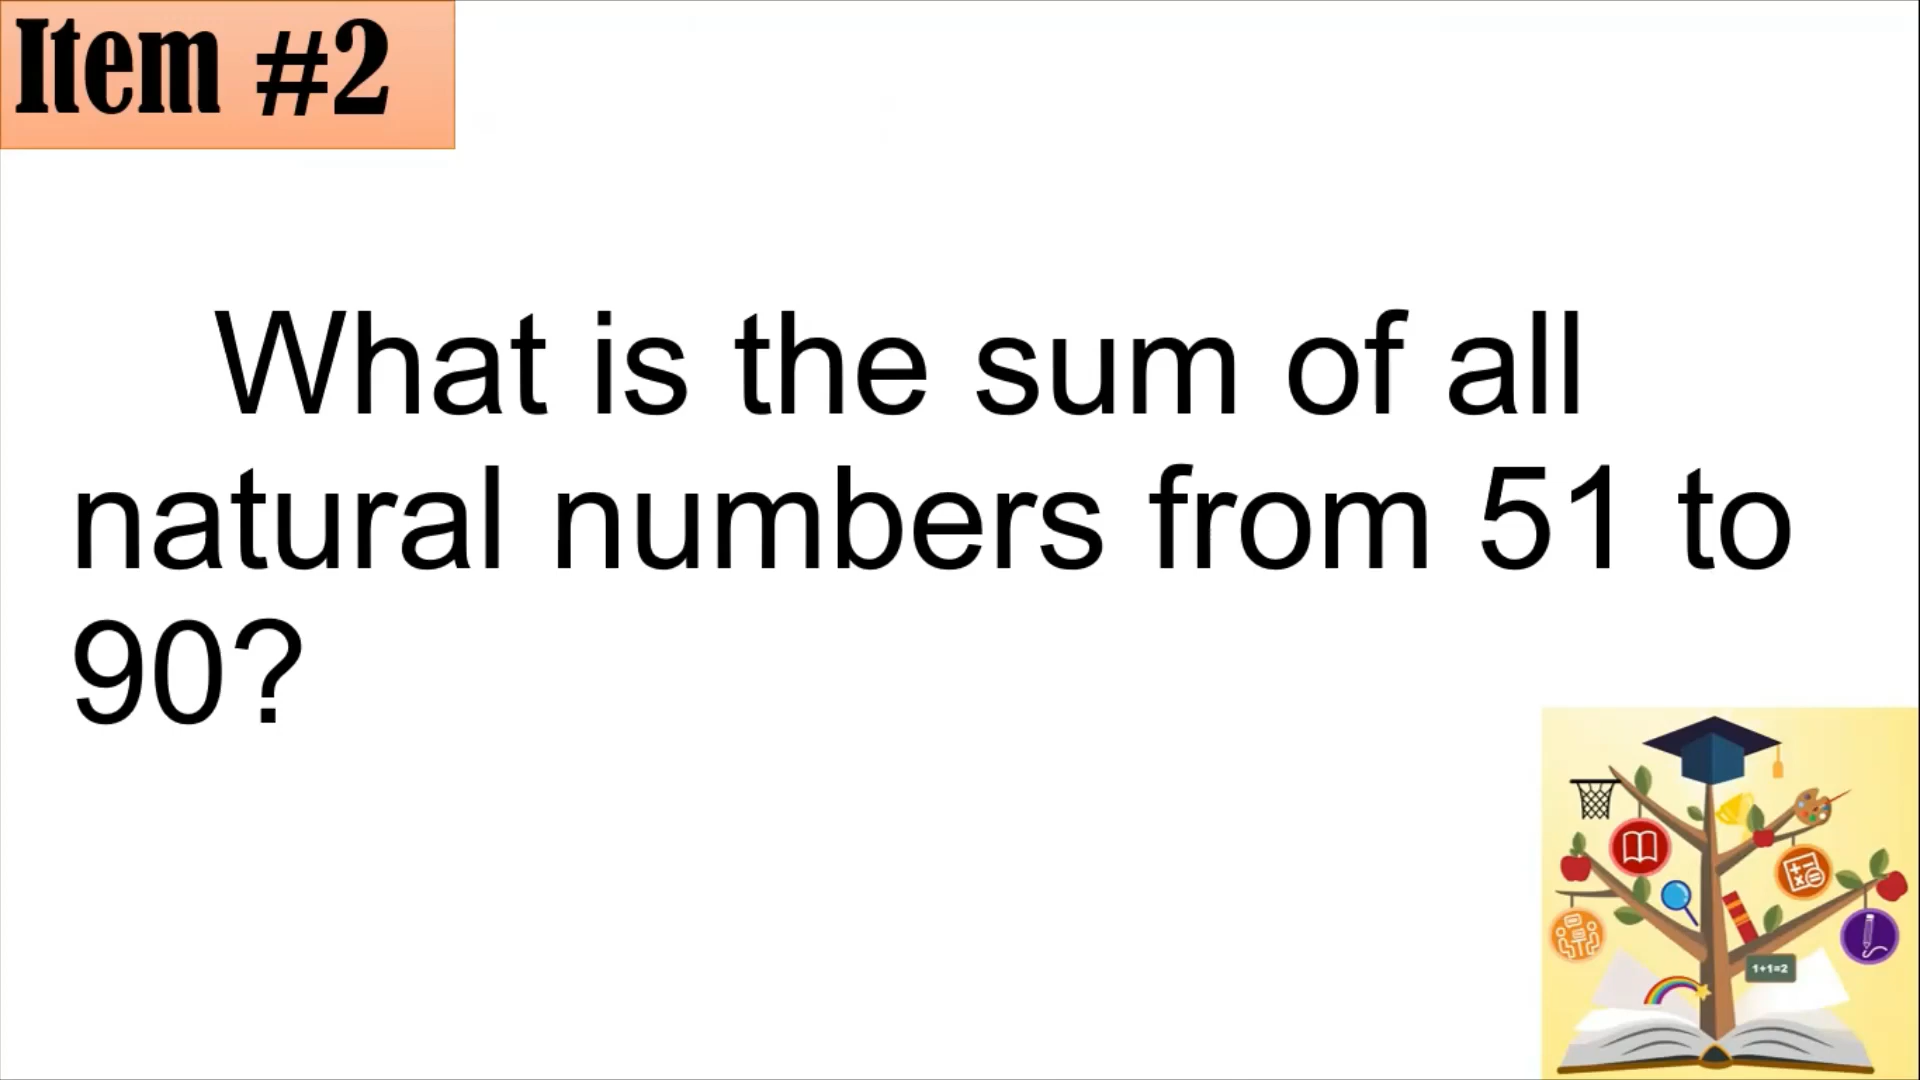 Item #2
What is the sum of all
natural numbers from 51 to
90?
1+1=2